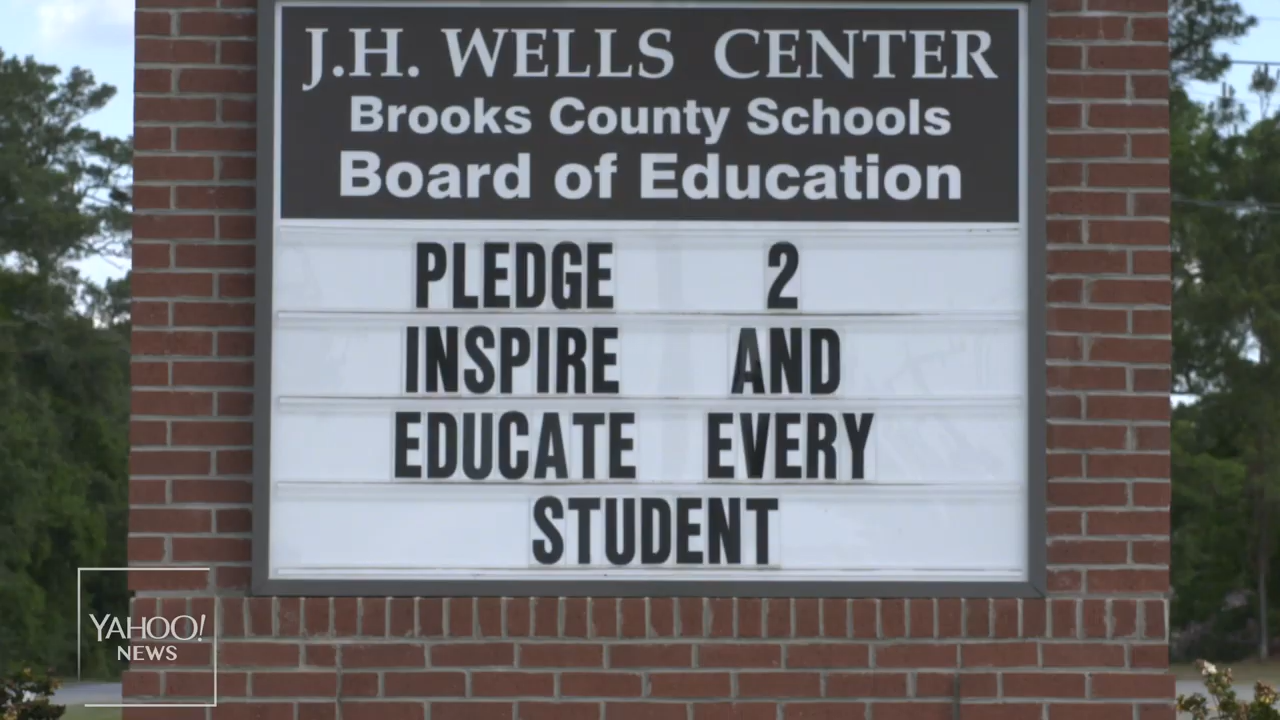 J.H. WELLS CENTER
Brooks County Schools
Board of Education
PLEDGE 2
INSPIRE AND
EDUCATE EVERY
STUDENT
YAHOO!
NEWS